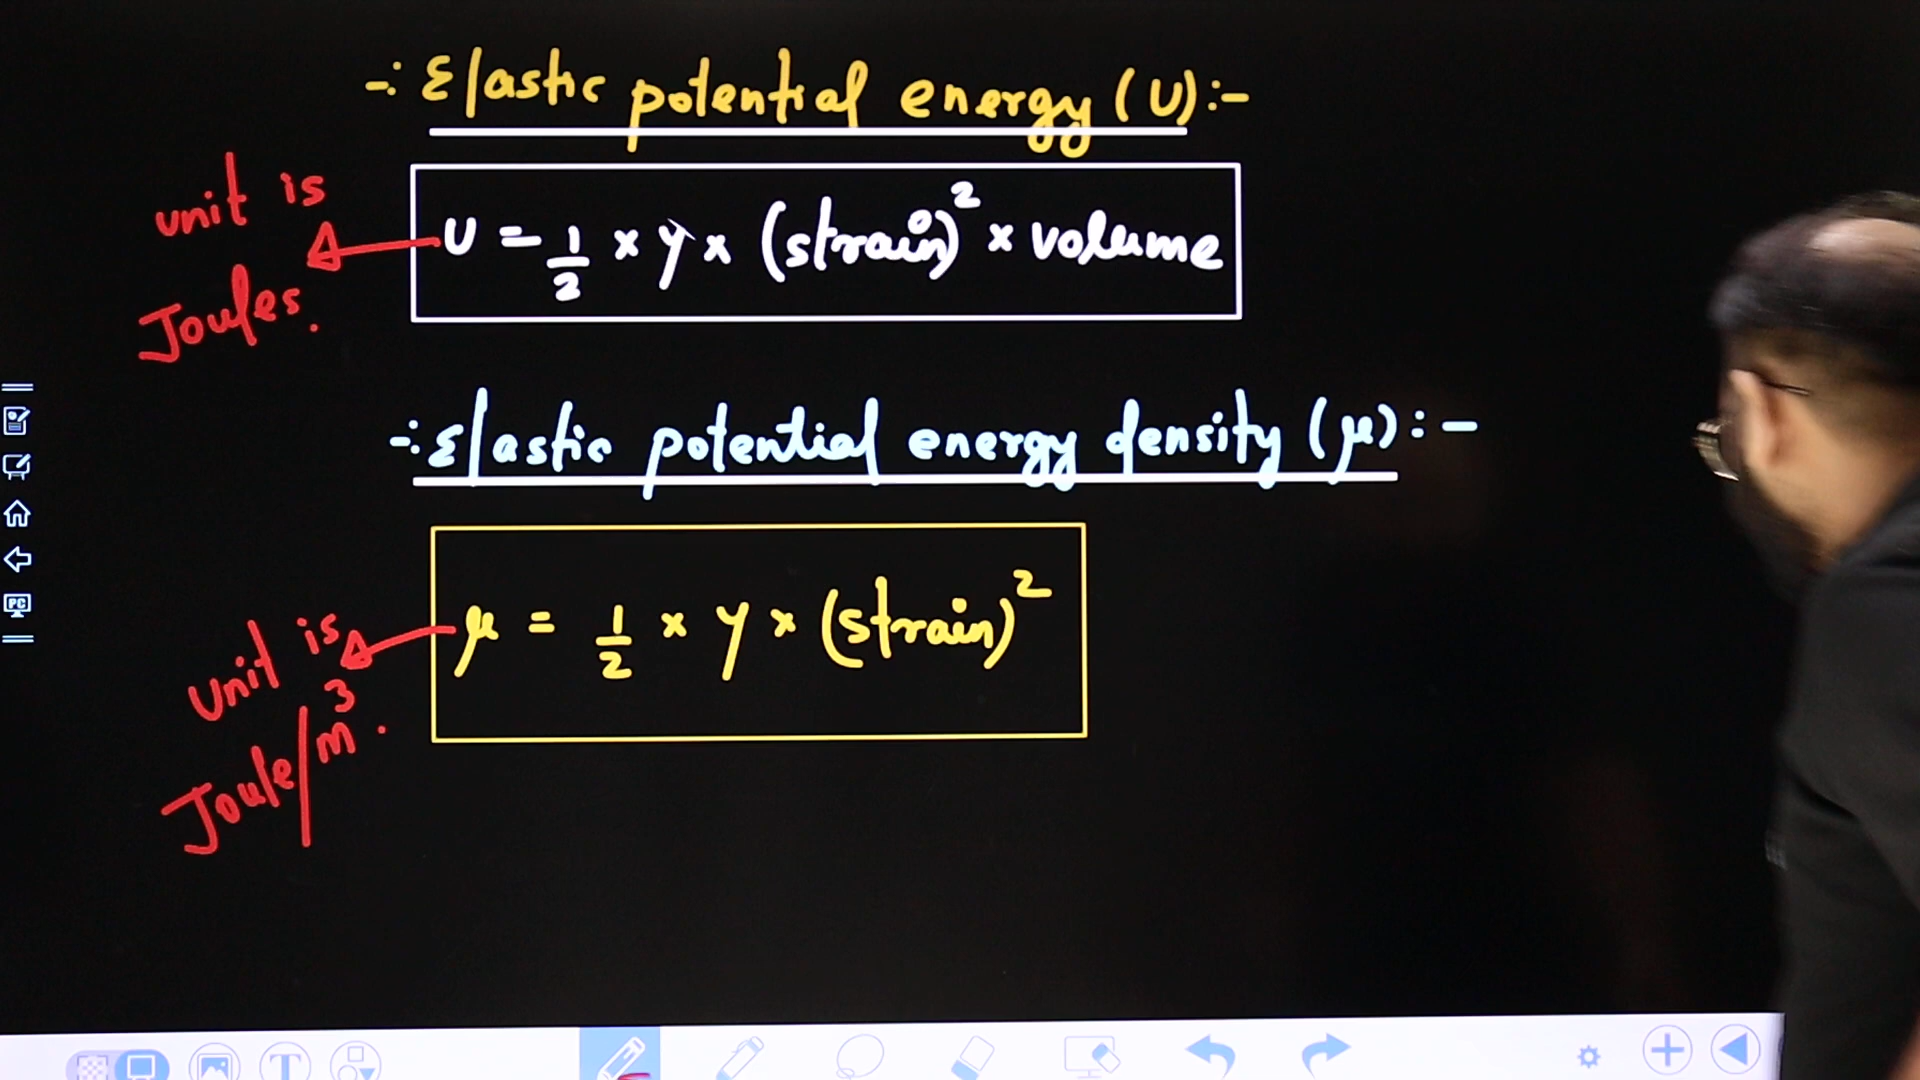 -: Elastic potential energy (U):-
unit is
Joules.
U = 1/2 × Y × (strain)² × volume
-: Elastic potential energy density (μ):-
μ = 1/2 × Y × (strain)²
unit is
Joule/m³.
PC
T